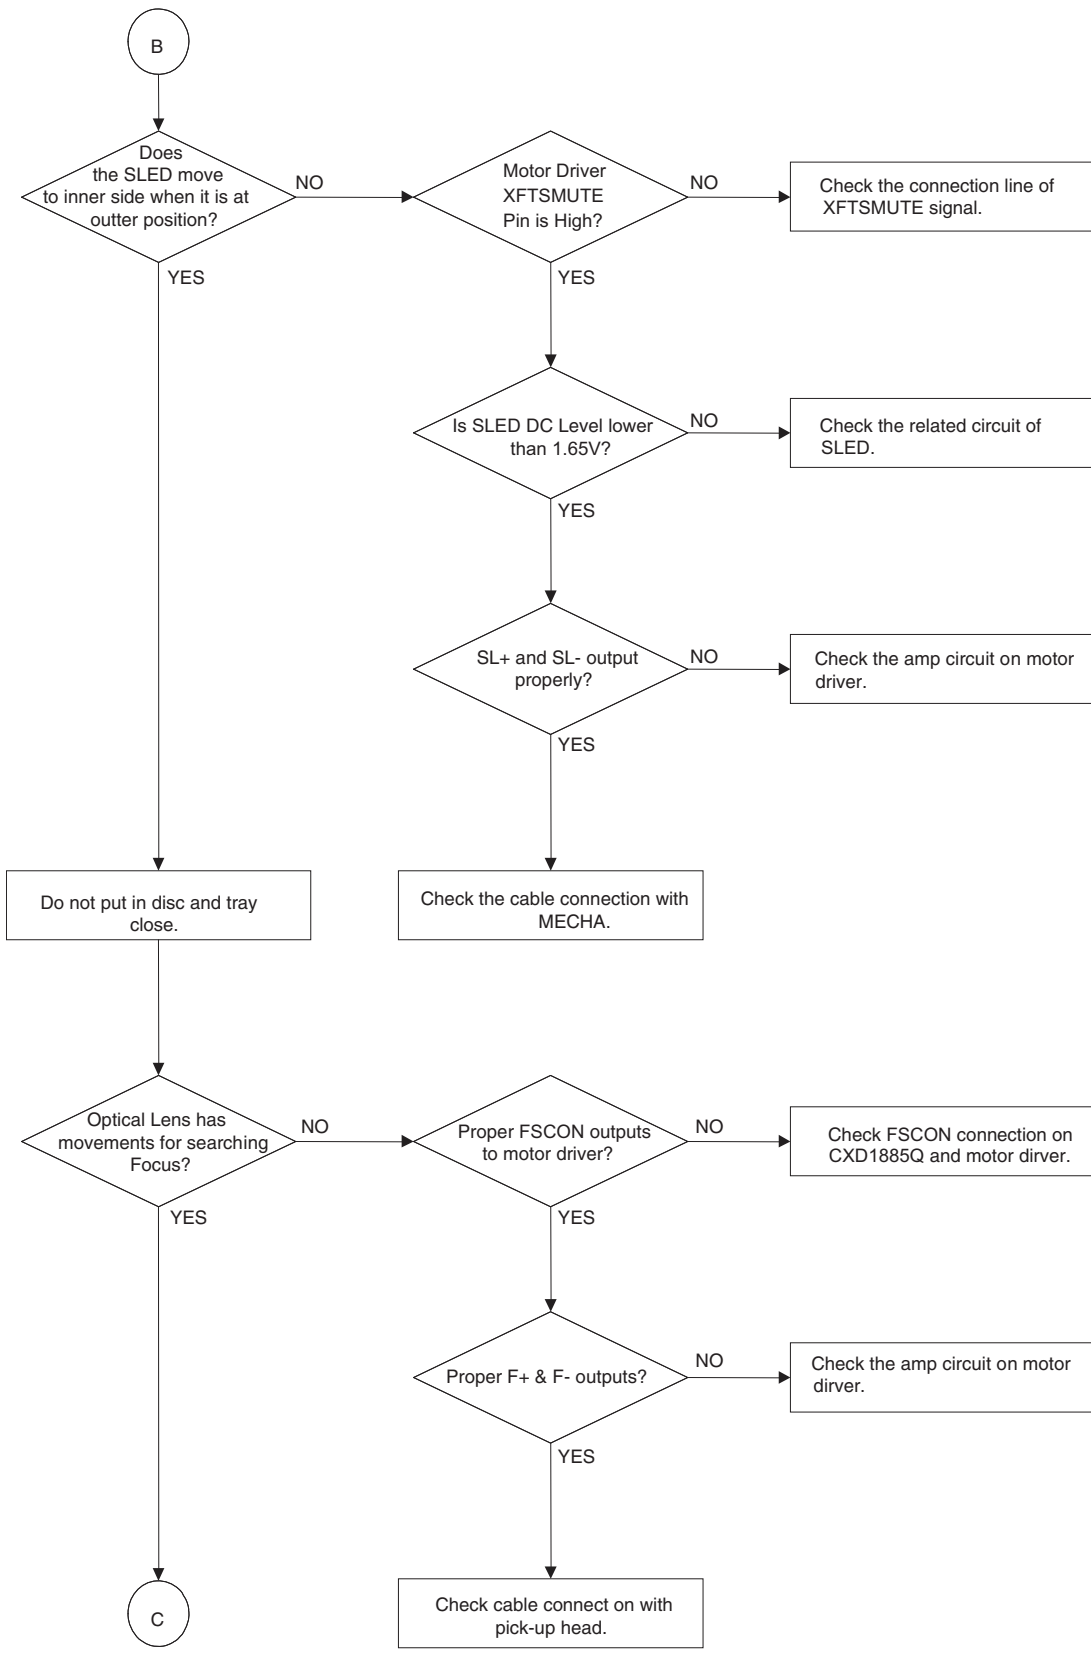 B
Does
the SLED move
to inner side when it is at
outter position?
NO
Motor Driver
XFTSMUTE
Pin is High?
NO
Check the connection line of
XFTSMUTE signal.
YES
YES
Is SLED DC Level lower
than 1.65V?
NO
Check the related circuit of
SLED.
YES
SL+ and SL- output
properly?
NO
Check the amp circuit on motor
driver.
YES
Do not put in disc and tray
close.
Check the cable connection with
MECHA.
Optical Lens has
movements for searching
Focus?
NO
Proper FSCON outputs
to motor driver?
NO
Check FSCON connection on
CXD1885Q and motor dirver.
YES
YES
Proper F+ & F- outputs?
NO
Check the amp circuit on motor
dirver.
YES
C
Check cable connect on with
pick-up head.